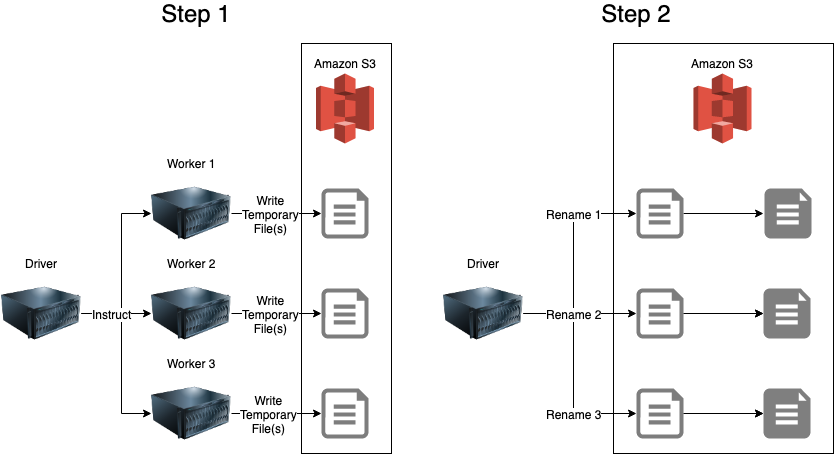 Step 1
Amazon S3
Worker 1
Write
Temporary
File(s)
Driver
Instruct
Worker 2
Write
Temporary
File(s)
Worker 3
Write
Temporary
File(s)
Step 2
Amazon S3
Rename 1
Driver
Rename 2
Rename 3